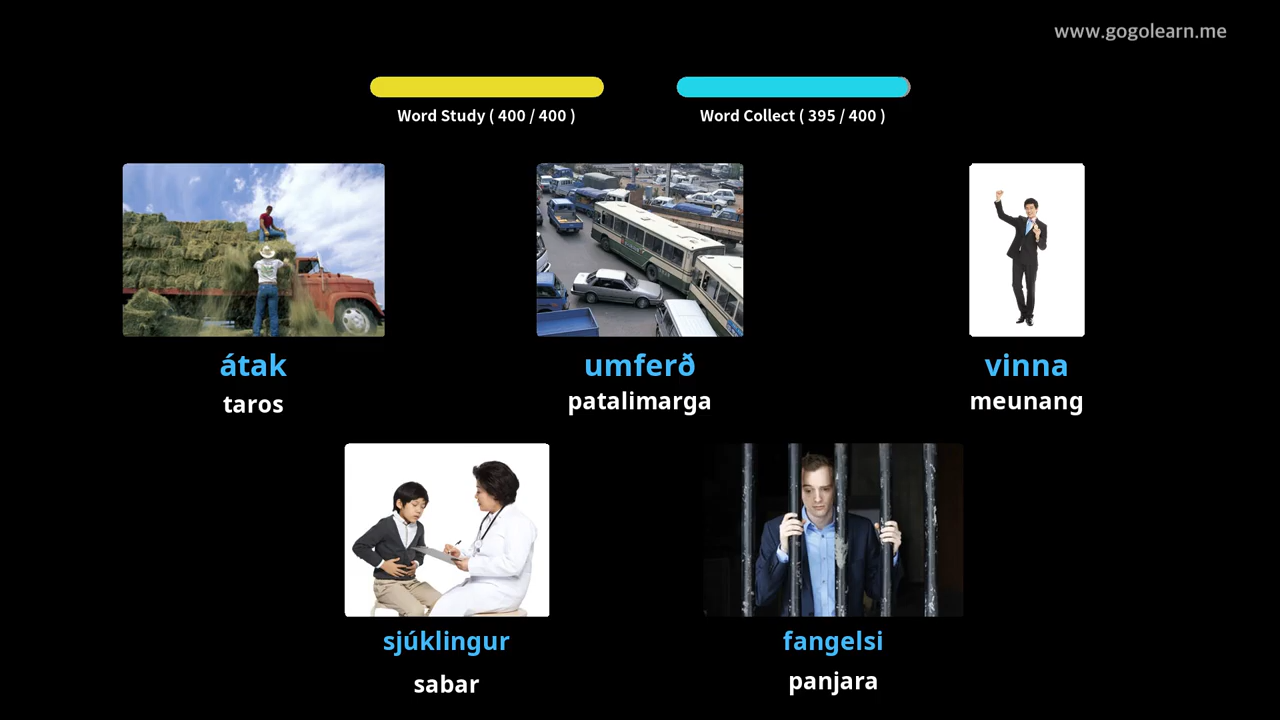 www.gogolearn.me
Word Study ( 400 / 400 )
Word Collect ( 395 / 400 )
átak
umferð
vinna
taros
patalimarga
meunang
sjúklingur
fangelsi
sabar
panjara